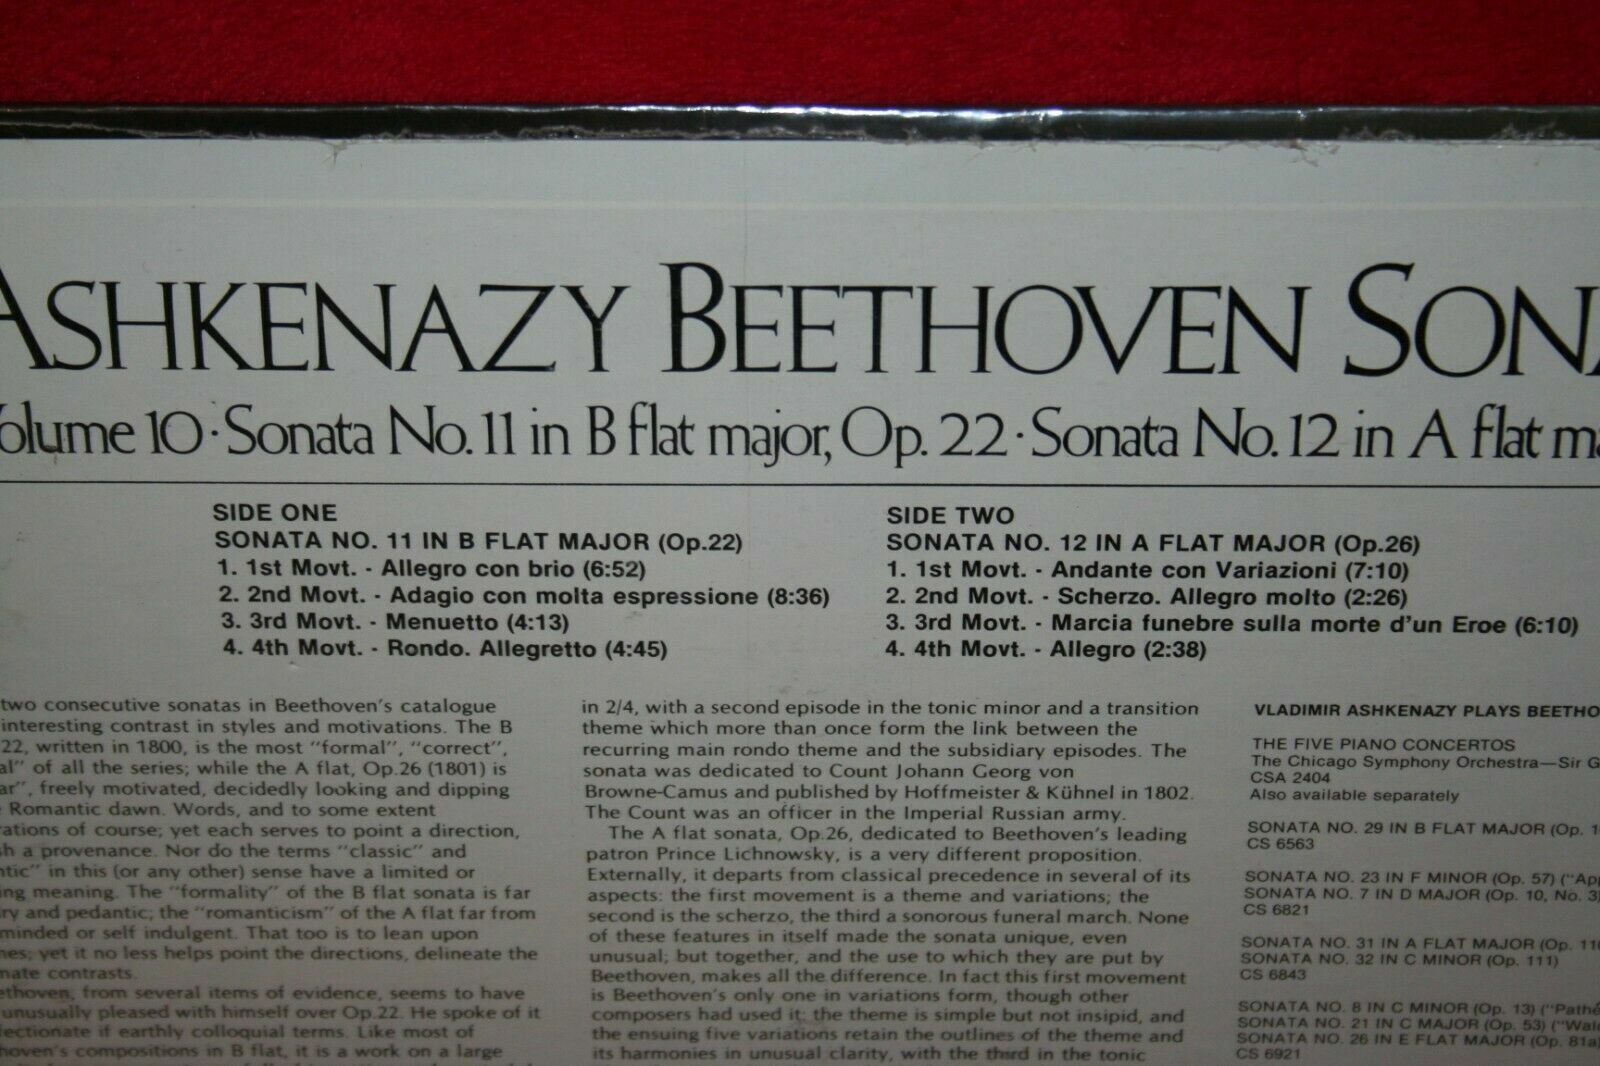 ASHKENAZY BEETHOVEN SON
Volume 10 · Sonata No. 11 in B flat major, Op. 22 · Sonata No. 12 in A flat ma
SIDE ONE
SONATA NO. 11 IN B FLAT MAJOR (Op.22)
1. 1st Movt. - Allegro con brio (6:52)
2. 2nd Movt. - Adagio con molta espressione (8:36)
3. 3rd Movt. - Menuetto (4:13)
4. 4th Movt. - Rondo. Allegretto (4:45)
SIDE TWO
SONATA NO. 12 IN A FLAT MAJOR (Op.26)
1. 1st Movt. - Andante con Variazioni (7:10)
2. 2nd Movt. - Scherzo. Allegro molto (2:26)
3. 3rd Movt. - Marcia funebre sulla morte d'un Eroe (6:10)
4. 4th Movt. - Allegro (2:38)
two consecutive sonatas in Beethoven's catalogue
interesting contrast in styles and motivations. The B
22, written in 1800, is the most "formal", "correct",
al" of all the series; while the A flat, Op.26 (1801) is
ar", freely motivated, decidedly looking and dipping
Romantic dawn. Words, and to some extent
rations of course; yet each serves to point a direction,
sh a provenance. Nor do the terms "classic" and
ntic" in this (or any other) sense have a limited or
ing meaning. The "formality" of the B flat sonata is far
ry and pedantic; the "romanticism" of the A flat far from
minded or self indulgent. That too is to lean upon
nes; yet it no less helps point the directions, delineate the
nate contrasts.
ethoven, from several items of evidence, seems to have
unusually pleased with himself over Op.22. He spoke of it
fectionate if earthly colloquial terms. Like most of
hoven's compositions in B flat, it is a work on a large
in 2/4, with a second episode in the tonic minor and a transition
theme which more than once form the link between the
recurring main rondo theme and the subsidiary episodes. The
sonata was dedicated to Count Johann Georg von
Browne-Camus and published by Hoffmeister & Kühnel in 1802.
The Count was an officer in the Imperial Russian army.
The A flat sonata, Op.26, dedicated to Beethoven's leading
patron Prince Lichnowsky, is a very different proposition.
Externally, it departs from classical precedence in several of its
aspects: the first movement is a theme and variations; the
second is the scherzo, the third a sonorous funeral march. None
of these features in itself made the sonata unique, even
unusual; but together, and the use to which they are put by
Beethoven, makes all the difference. In fact this first movement
is Beethoven's only one in variations form, though other
composers had used it; the theme is simple but not insipid, and
the ensuing five variations retain the outlines of the theme and
its harmonies in unusual clarity, with the third in the tonic
VLADIMIR ASHKENAZY PLAYS BEETHO
THE FIVE PIANO CONCERTOS
The Chicago Symphony Orchestra—Sir G
CSA 2404
Also available separately
SONATA NO. 29 IN B FLAT MAJOR (Op. 1
CS 6563
SONATA NO. 23 IN F MINOR (Op. 57) ("App
SONATA NO. 7 IN D MAJOR (Op. 10, No. 3)
CS 6821
SONATA NO. 31 IN A FLAT MAJOR (Op. 110
SONATA NO. 32 IN C MINOR (Op. 111)
CS 6843
SONATA NO. 8 IN C MINOR (Op. 13) ("Pathé
SONATA NO. 21 IN C MAJOR (Op. 53) ("Wal
SONATA NO. 26 IN E FLAT MAJOR (Op. 81a)
CS 6921